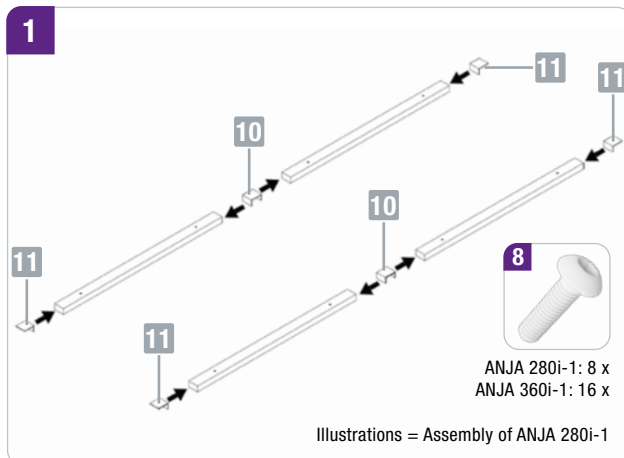 1
11
11
10
10
11
8
11
ANJA 280i-1: 8 x
ANJA 360i-1: 16 x
Illustrations = Assembly of ANJA 280i-1